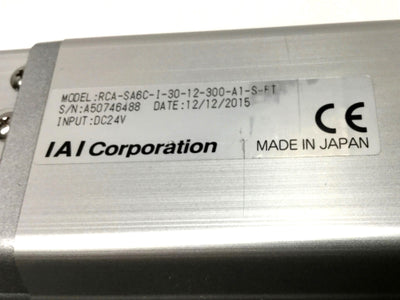 MODEL:RCA-SA6C-I-30-12-300-A1-S-FT
S/N:A50746488 DATE:12/12/2015
INPUT:DC24V
CE
IAI Corporation MADE IN JAPAN